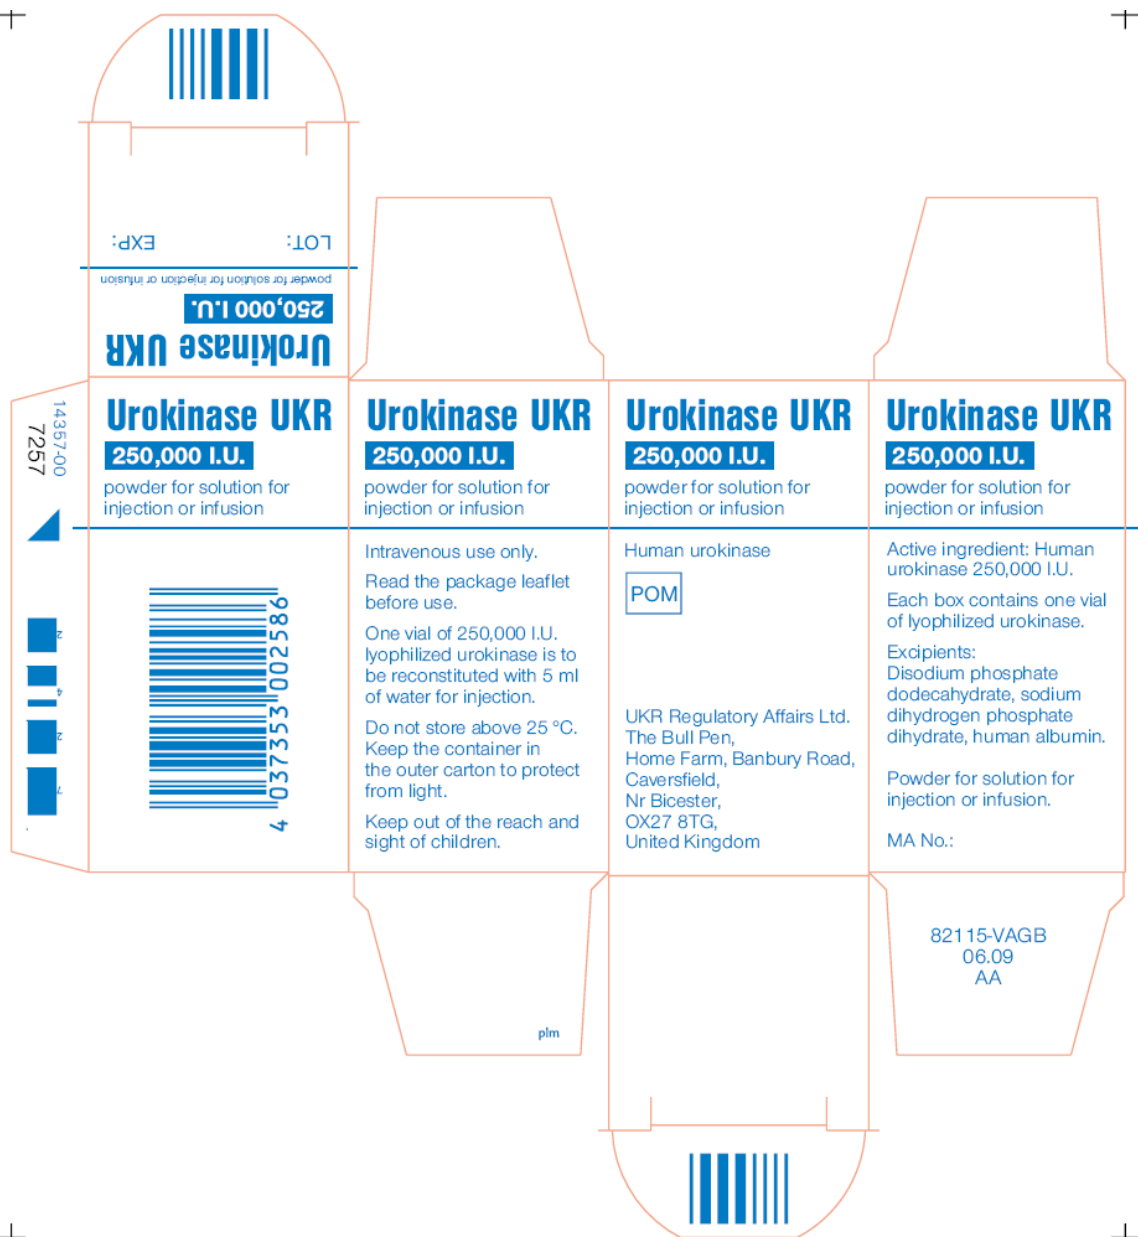 LOT:
EXP:
powder for solution for injection or infusion
250,000 I.U.
Urokinase UKR
14357-00
7257
2
4
2
7
Urokinase UKR
250,000 I.U.
powder for solution for
injection or infusion
4 037353 002586
Urokinase UKR
250,000 I.U.
powder for solution for
injection or infusion
Intravenous use only.
Read the package leaflet
before use.
One vial of 250,000 I.U.
lyophilized urokinase is to
be reconstituted with 5 ml
of water for injection.
Do not store above 25 °C.
Keep the container in
the outer carton to protect
from light.
Keep out of the reach and
sight of children.
plm
Urokinase UKR
250,000 I.U.
powder for solution for
injection or infusion
Human urokinase
POM
UKR Regulatory Affairs Ltd.
The Bull Pen,
Home Farm, Banbury Road,
Caversfield,
Nr Bicester,
OX27 8TG,
United Kingdom
Urokinase UKR
250,000 I.U.
powder for solution for
injection or infusion
Active ingredient: Human
urokinase 250,000 I.U.
Each box contains one vial
of lyophilized urokinase.
Excipients:
Disodium phosphate
dodecahydrate, sodium
dihydrogen phosphate
dihydrate, human albumin.
Powder for solution for
injection or infusion.
MA No.:
82115-VAGB
06.09
AA